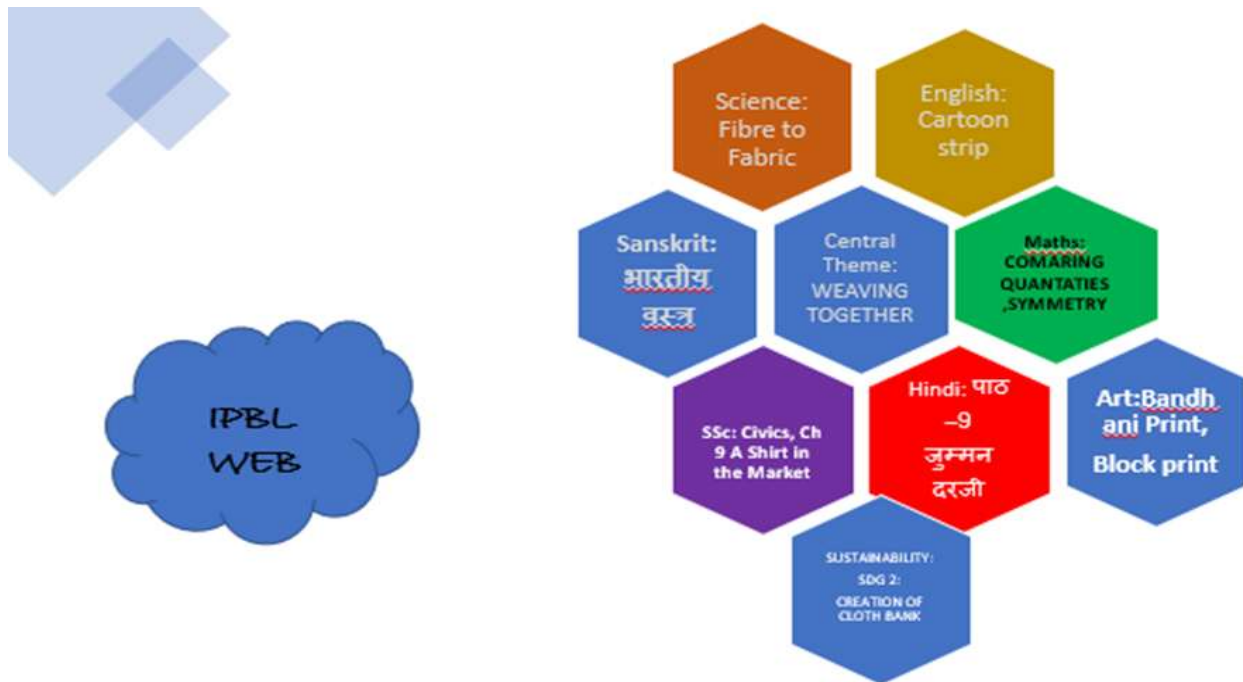 Science:
Fibre to
Fabric
English:
Cartoon
strip
Sanskrit:
भारतीय
वस्त्र
Central
Theme:
WEAVING
TOGETHER
Maths:
COMARING
QUANTATIES
,SYMMETRY
IPBL
WEB
SSc: Civics, Ch
9 A Shirt in
the Market
Hindi: पाठ
–9
जुम्मन
दरजी
Art:Bandh
ani Print,
Block print
SUSTAINABILITY:
SDG 2:
CREATION OF
CLOTH BANK